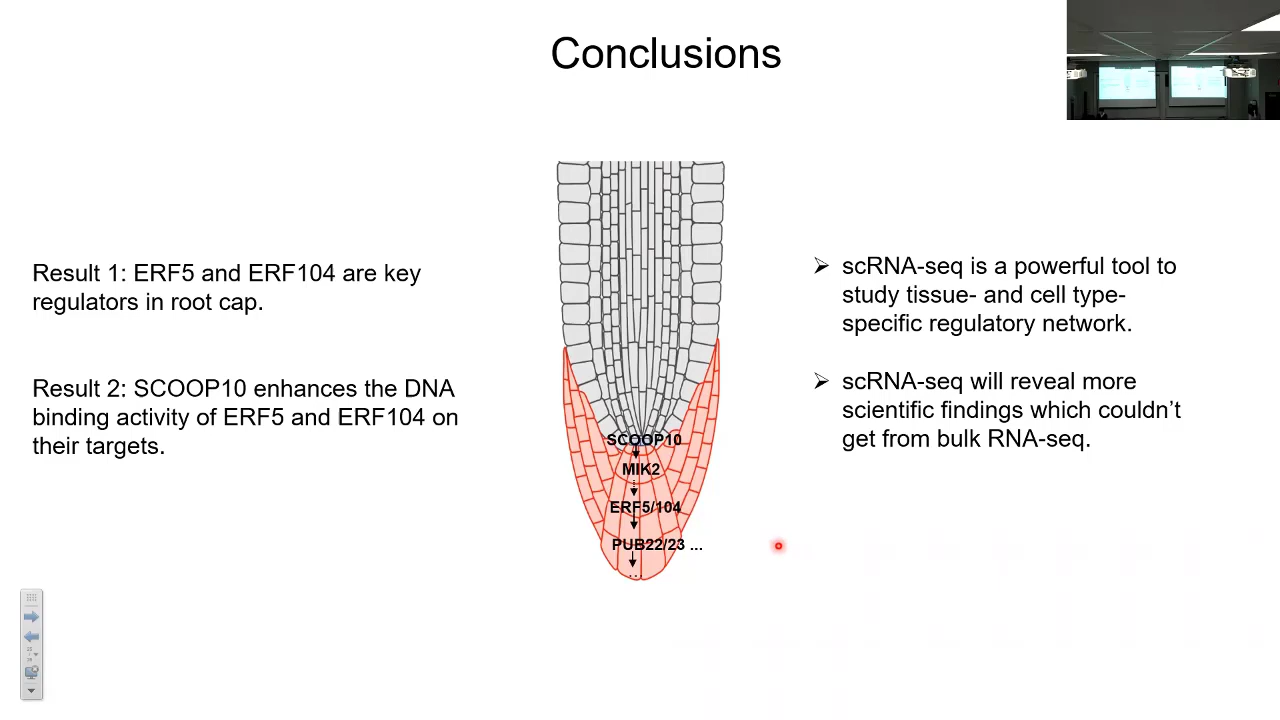 Conclusions
Result 1: ERF5 and ERF104 are key
regulators in root cap.
Result 2: SCOOP10 enhances the DNA
binding activity of ERF5 and ERF104 on
their targets.
SCOOP10
MIK2
ERF5/104
PUB22/23 ...
...
➢ scRNA-seq is a powerful tool to
study tissue- and cell type-
specific regulatory network.
➢ scRNA-seq will reveal more
scientific findings which couldn’t
get from bulk RNA-seq.